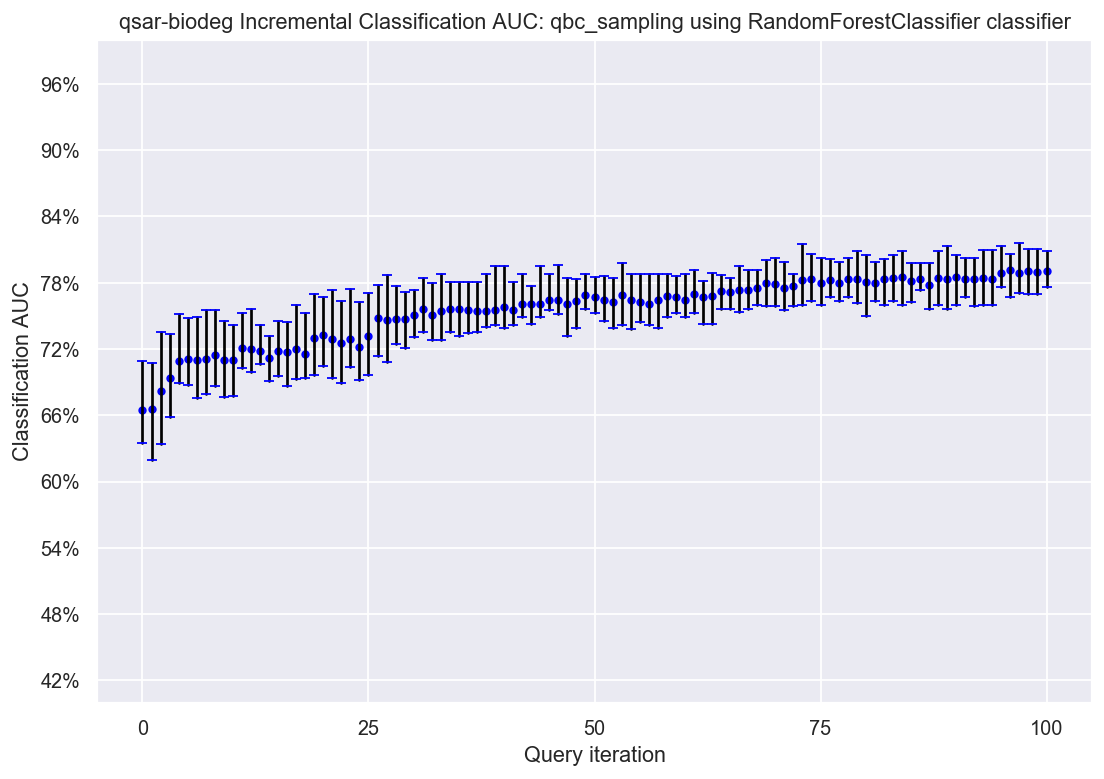 qsar-biodeg Incremental Classification AUC: qbc_sampling using RandomForestClassifier classifier
96%
90%
84%
78%
72%
66%
60%
54%
48%
42%
Classification AUC
0 25 50 75 100
Query iteration